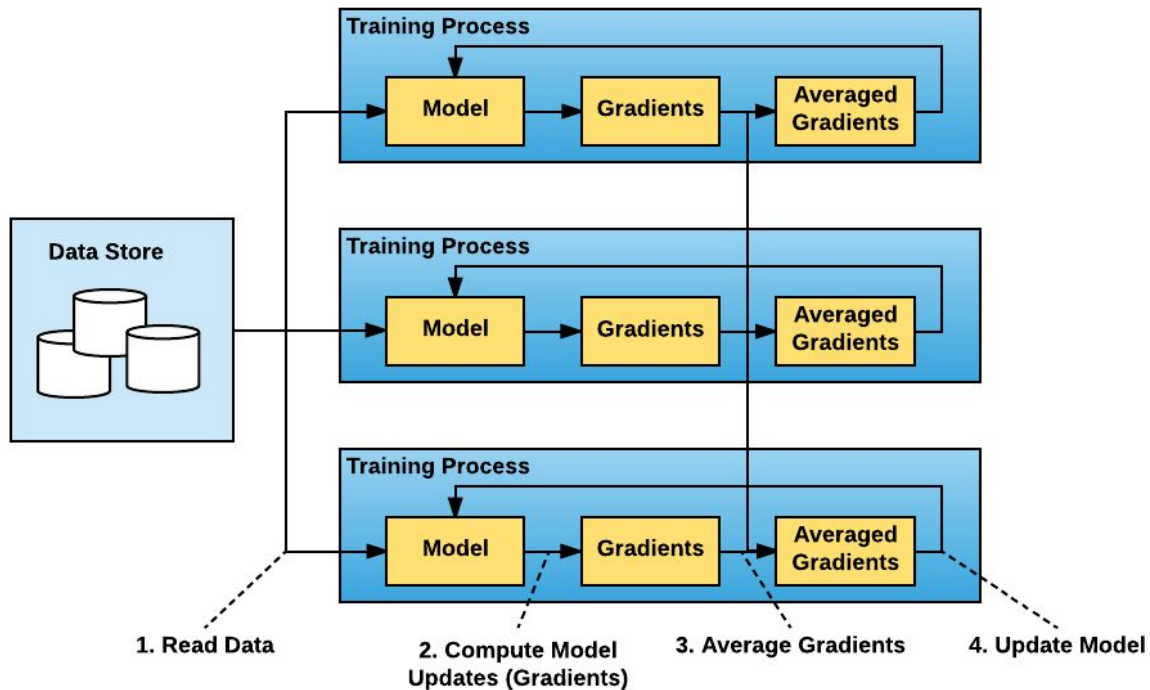 Training Process
Model
Gradients
Averaged
Gradients
Data Store
Training Process
Model
Gradients
Averaged
Gradients
Training Process
Model
Gradients
Averaged
Gradients
1. Read Data
2. Compute Model
Updates (Gradients)
3. Average Gradients
4. Update Model